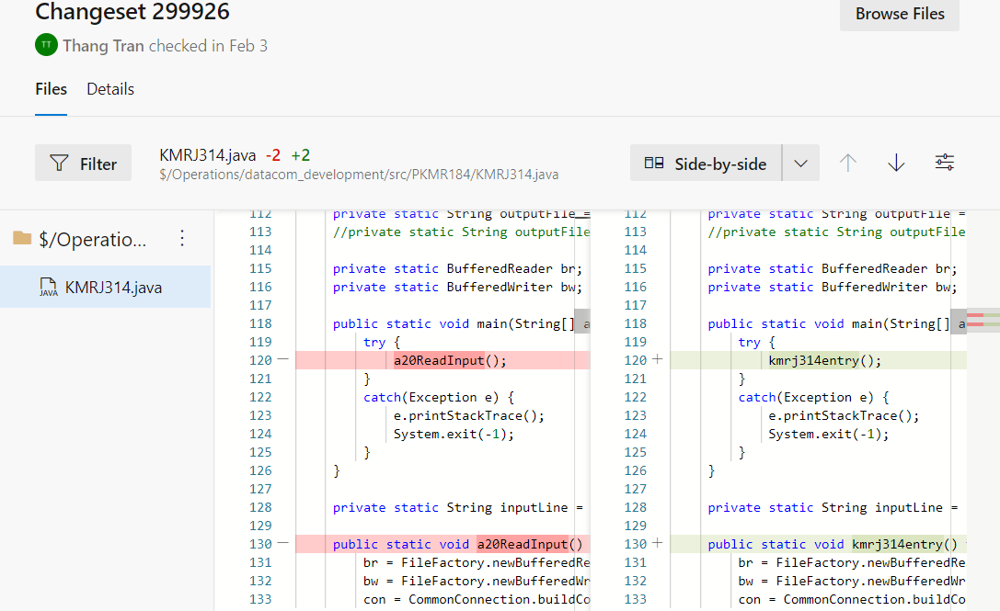 Changeset 299926
Browse Files
TT Thang Tran checked in Feb 3
Files Details
Filter
KMRJ314.java -2 +2
$/Operations/datacom_development/src/PKMR184/KMRJ314.java
Side-by-side
$/Operatio...
KMRJ314.java
112 private static String outputFile =
113 //private static String outputFile
114
115 private static BufferedReader br;
116 private static BufferedWriter bw;
117
118 public static void main(String[] a
119 try {
120 — a20ReadInput();
121 }
122 catch(Exception e) {
123 e.printStackTrace();
124 System.exit(-1);
125 }
126 }
127
128 private static String inputLine =
129
130 — public static void a20ReadInput()
131 br = FileFactory.newBufferedRe
132 bw = FileFactory.newBufferedWr
133 con = CommonConnection.buildCo
112 private static String outputFile =
113 //private static String outputFile
114
115 private static BufferedReader br;
116 private static BufferedWriter bw;
117
118 public static void main(String[] a
119 try {
120 + kmrj314entry();
121 }
122 catch(Exception e) {
123 e.printStackTrace();
124 System.exit(-1);
125 }
126 }
127
128 private static String inputLine =
129
130 + public static void kmrj314entry()
131 br = FileFactory.newBufferedRe
132 bw = FileFactory.newBufferedWr
133 con = CommonConnection.buildCo